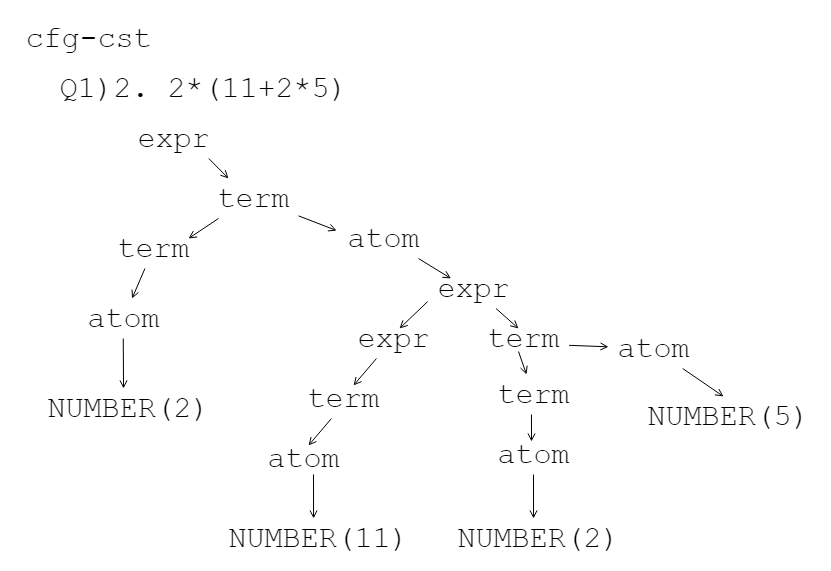 cfg-cst
Q1)2. 2*(11+2*5)
expr
term
term
atom
expr
atom
expr
term
atom
NUMBER(2)
term
term
NUMBER(5)
atom
atom
NUMBER(11)
NUMBER(2)